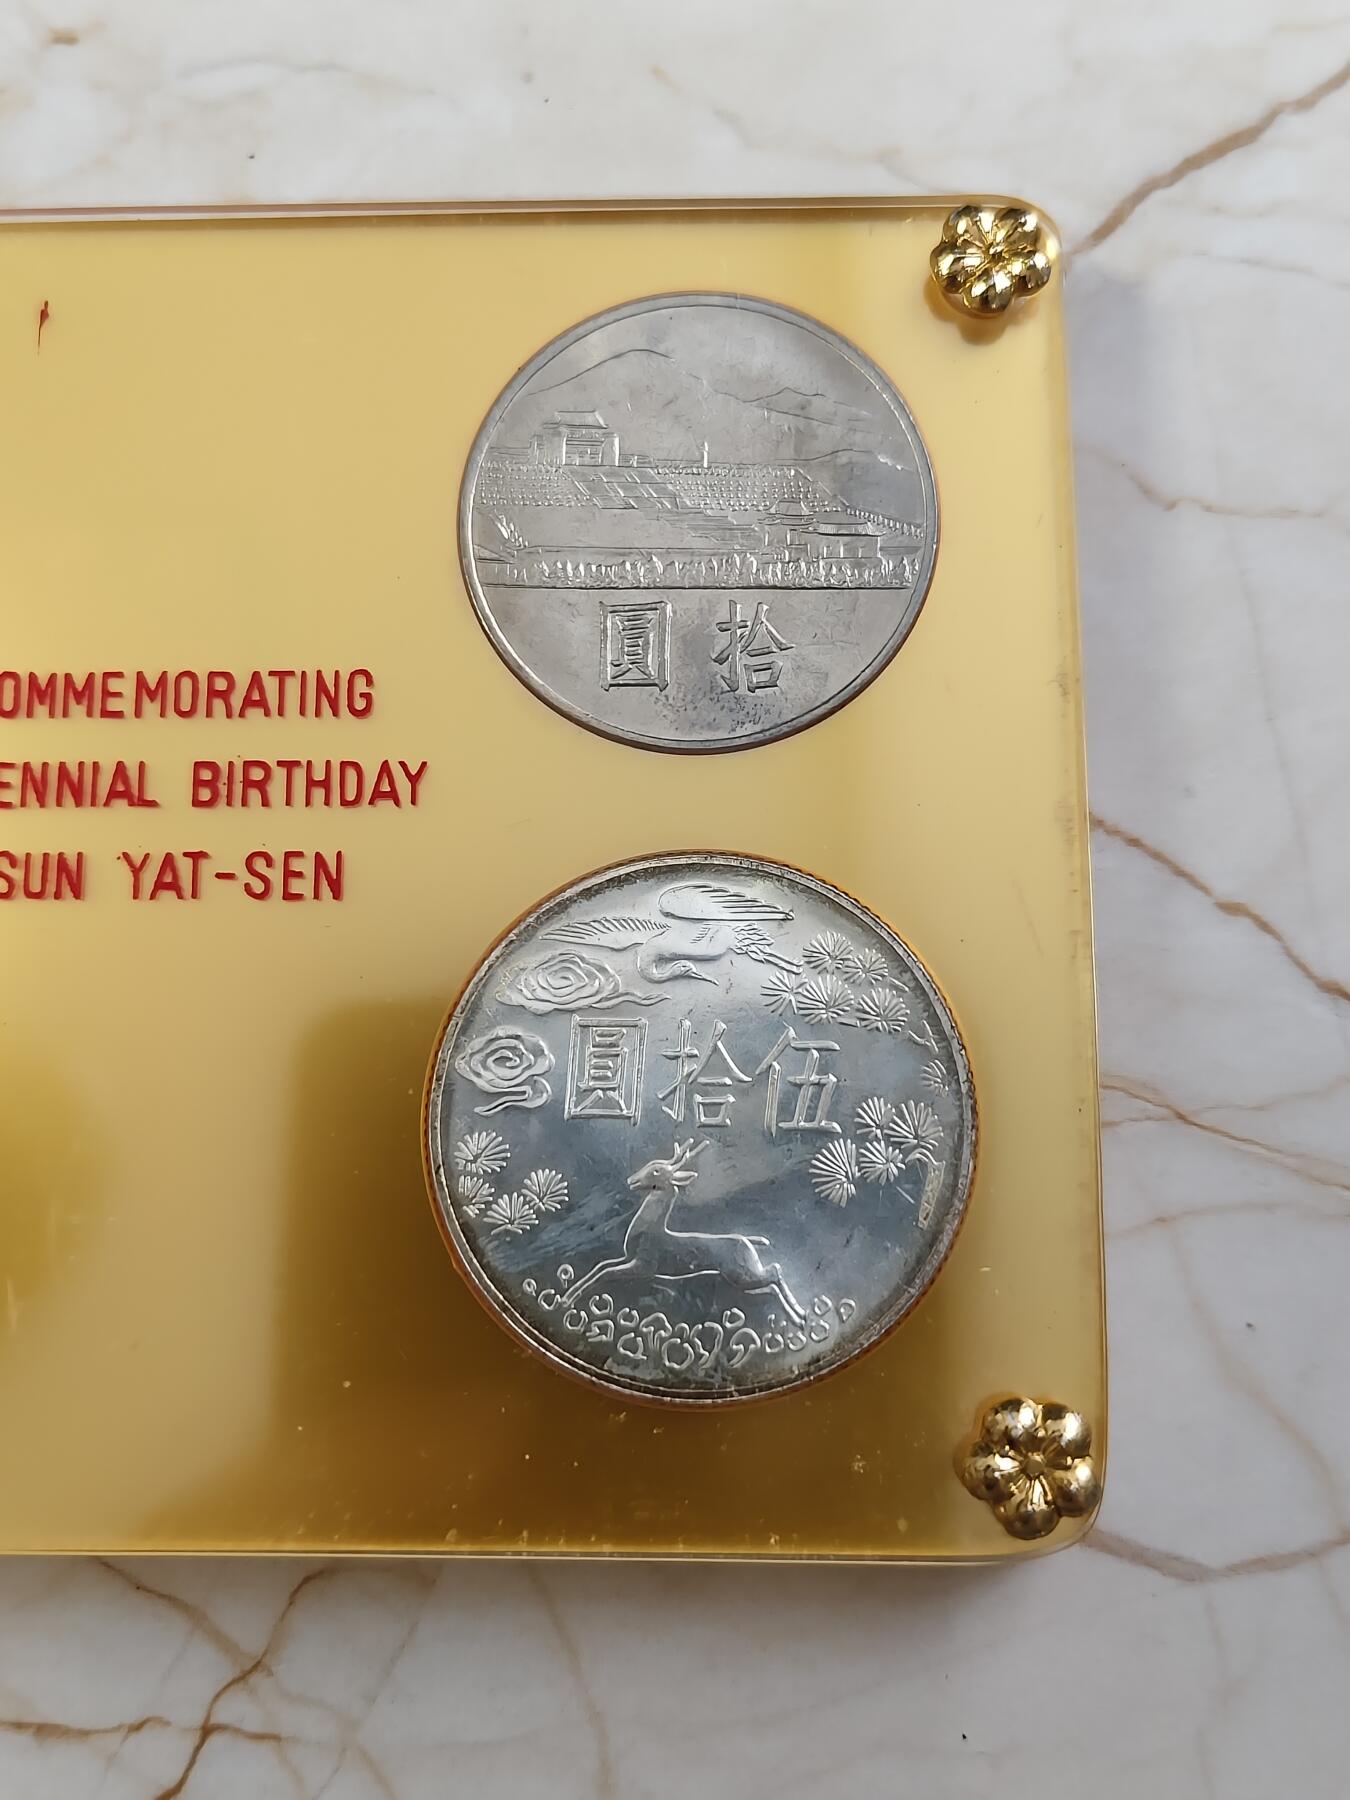 圓拾
OMMEMORATING
ENNIAL BIRTHDAY
SUN YAT-SEN
圓拾伍